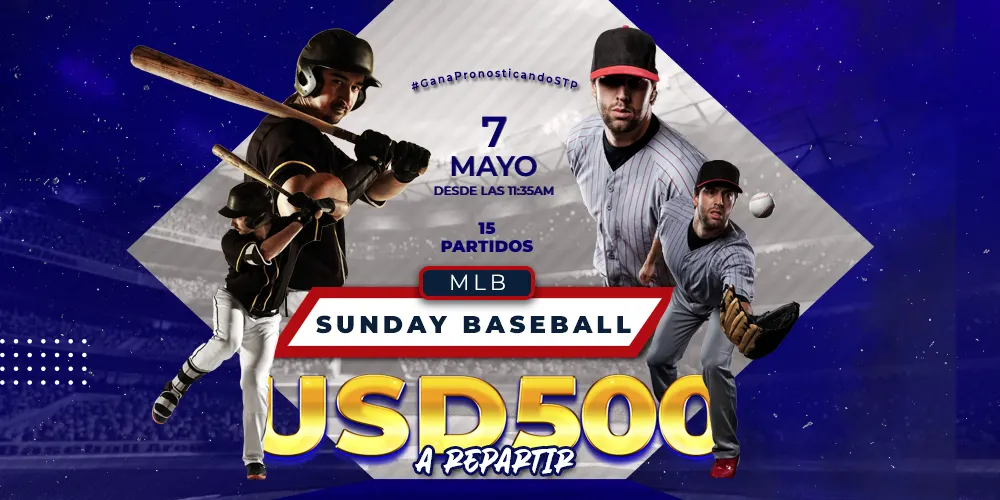 #GanaPronosticandoSTP
7
MAYO
DESDE LAS 11:35AM
15
PARTIDOS
MLB
SUNDAY BASEBALL
USD500
A REPARTIR